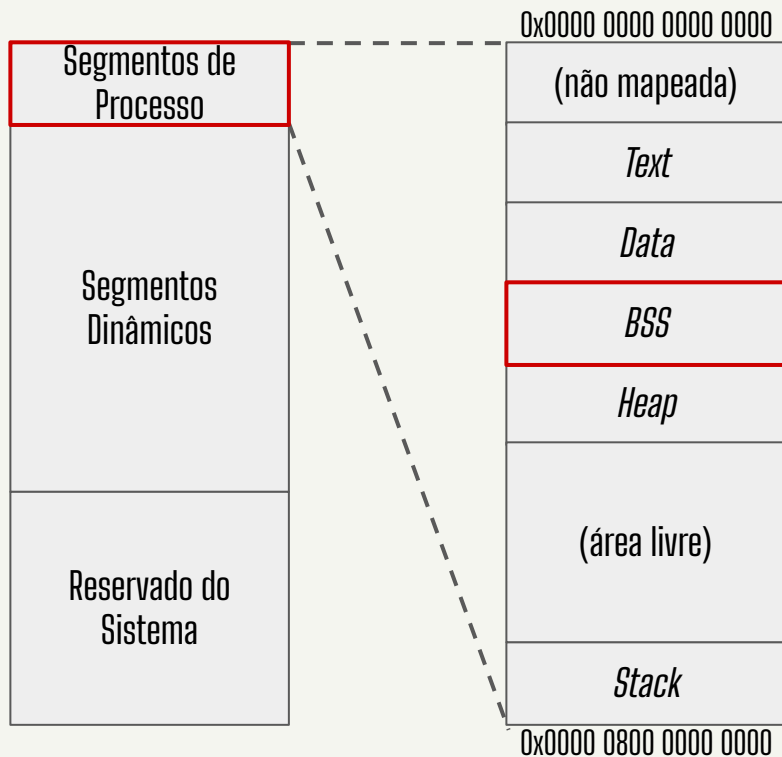 Segmentos de
Processo
Segmentos
Dinâmicos
Reservado do
Sistema
0x0000 0000 0000 0000
(não mapeada)
Text
Data
BSS
Heap
(área livre)
Stack
0x0000 0800 0000 0000